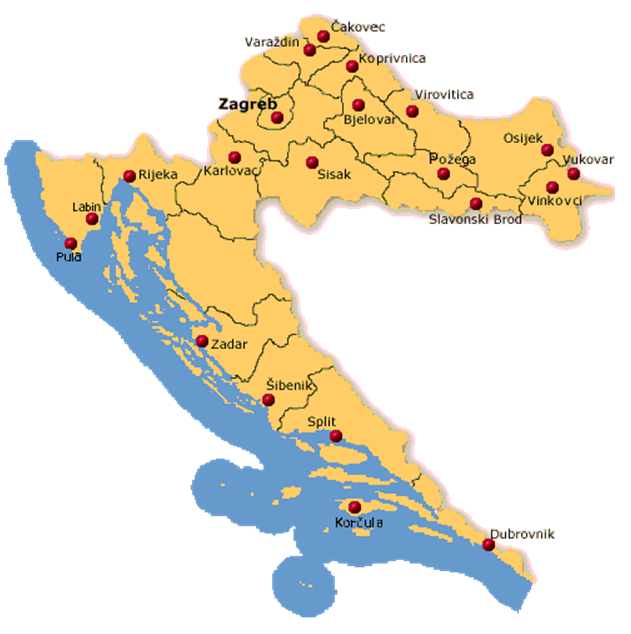 Čakovec
Varaždin
Koprivnica
Virovitica
Zagreb
Bjelovar
Osijek
Vukovar
Požega
Karlovac
Sisak
Rijeka
Vinkovci
Labin
Slavonski Brod
Pula
Zadar
Šibenik
Split
Korčula
Dubrovnik